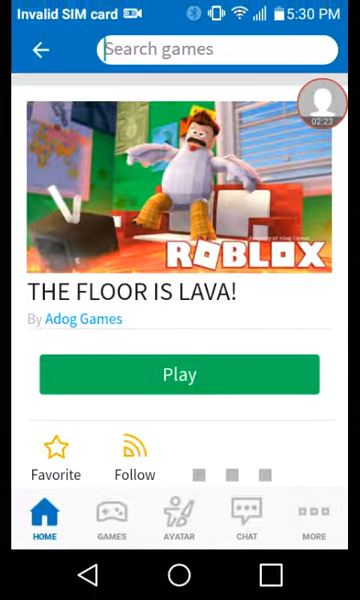 Invalid SIM card 5:30 PM
Search games
02:23
ROBLOX
THE FLOOR IS LAVA!
By Adog Games
Play
Favorite Follow
HOME GAMES AVATAR CHAT MORE